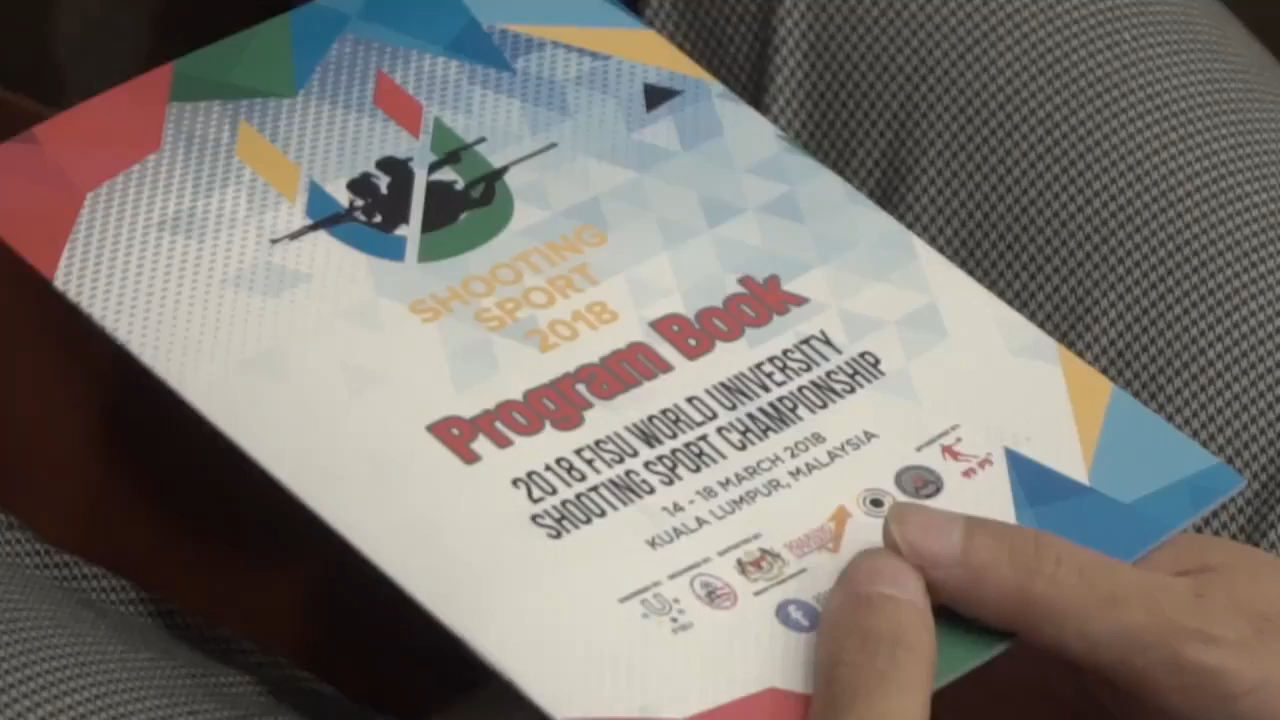 SHOOTING
SPORT
2018
Program Book
2018 FISU WORLD UNIVERSITY
SHOOTING SPORT CHAMPIONSHIP
14 - 18 MARCH 2018
KUALA LUMPUR, MALAYSIA
f